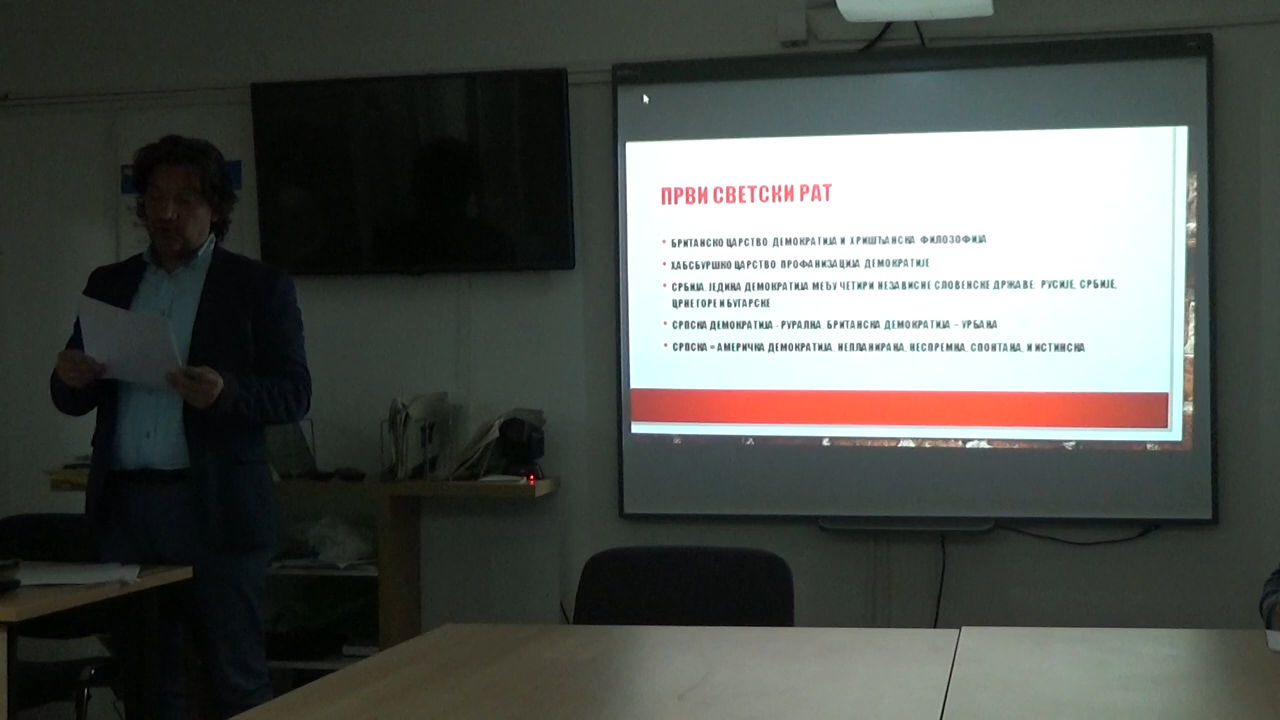 ПРВИ СВЕТСКИ РАТ
• БРИТАНСКО ЦАРСТВО ДЕМОКРАТИЈА И ХРИШЋАНСКА ФИЛОЗОФИЈА
• ХАБСБУРШКО ЦАРСТВО ПРОФАНИЗАЦИЈА ДЕМОКРАТИЈЕ
• СРБИЈА ЈЕДИНА ДЕМОКРАТИЈА МЕЂУ ЧЕТИРИ НЕЗАВИСНЕ СЛОВЕНСКЕ ДРЖАВЕ: РУСИЈЕ, СРБИЈЕ,
ЦРНЕ ГОРЕ И БУГАРСКЕ
• СРПСКА ДЕМОКРАТИЈА - РУРАЛНА, БРИТАНСКА ДЕМОКРАТИЈА – УРБАНА
• СРПСКА = АМЕРИЧКА ДЕМОКРАТИЈА, НЕПЛАНИРАНА, НЕСПРЕМНА, СПОНТАНА, И ИСТИНСКА